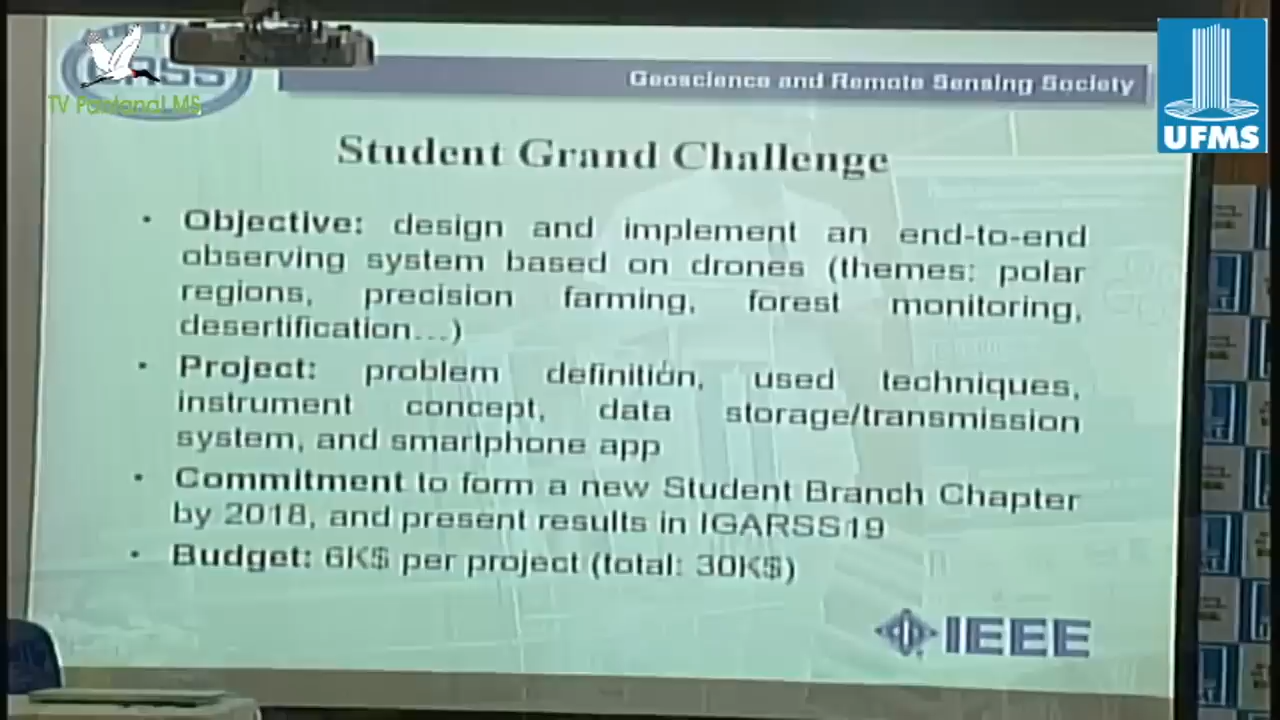 TV Pantanal MS
GRSS
Geoscience and Remote Sensing Society
UFMS
Student Grand Challenge
• Objective: design and implement an end-to-end
observing system based on drones (themes: polar
regions, precision farming, forest monitoring,
desertification...)
• Project: problem definition, used techniques,
instrument concept, data storage/transmission
system, and smartphone app
• Commitment to form a new Student Branch Chapter
by 2018, and present results in IGARSS19
• Budget: 6K$ per project (total: 30K$)
IEEE